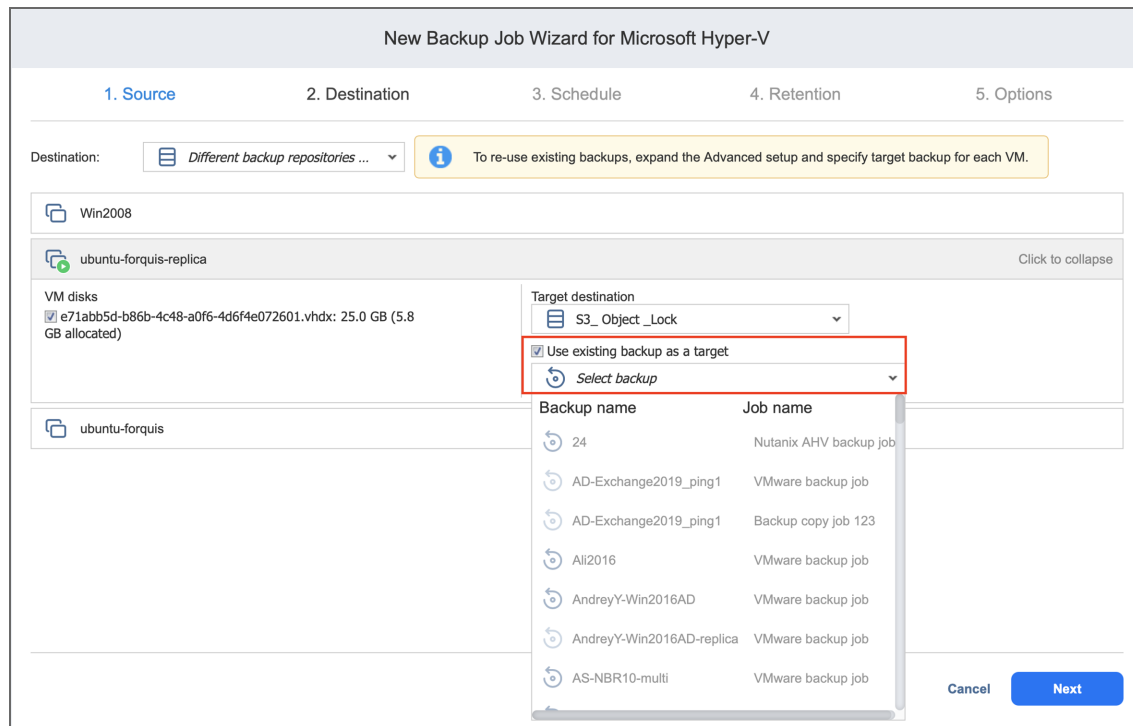 New Backup Job Wizard for Microsoft Hyper-V
1. Source
2. Destination
3. Schedule
4. Retention
5. Options
Destination:
Different backup repositories ...
To re-use existing backups, expand the Advanced setup and specify target backup for each VM.
Win2008
ubuntu-forquis-replica
Click to collapse
VM disks
e71abb5d-b86b-4c48-a0f6-4d6f4e072601.vhdx: 25.0 GB (5.8
GB allocated)
Target destination
S3_ Object _Lock
Use existing backup as a target
Select backup
Backup name Job name
24 Nutanix AHV backup job
AD-Exchange2019_ping1 VMware backup job
AD-Exchange2019_ping1 Backup copy job 123
Ali2016 VMware backup job
AndreyY-Win2016AD VMware backup job
AndreyY-Win2016AD-replica VMware backup job
AS-NBR10-multi VMware backup job
ubuntu-forquis
Cancel
Next